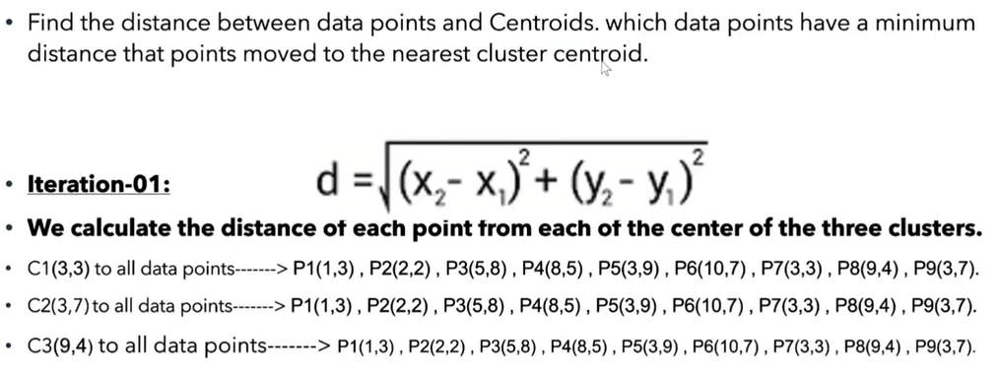 • Find the distance between data points and Centroids. which data points have a minimum
distance that points moved to the nearest cluster centroid.
d = √(x₂- x₁)² + (y₂- y₁)²
• Iteration-01:
• We calculate the distance of each point from each of the center of the three clusters.
• C1(3,3) to all data points-------> P1(1,3) , P2(2,2) , P3(5,8) , P4(8,5) , P5(3,9) , P6(10,7) , P7(3,3) , P8(9,4) , P9(3,7).
• C2(3,7) to all data points-------> P1(1,3) , P2(2,2) , P3(5,8) , P4(8,5) , P5(3,9) , P6(10,7) , P7(3,3) , P8(9,4) , P9(3,7).
• C3(9,4) to all data points-------> P1(1,3) , P2(2,2) , P3(5,8) , P4(8,5) , P5(3,9) , P6(10,7) , P7(3,3) , P8(9,4) , P9(3,7).